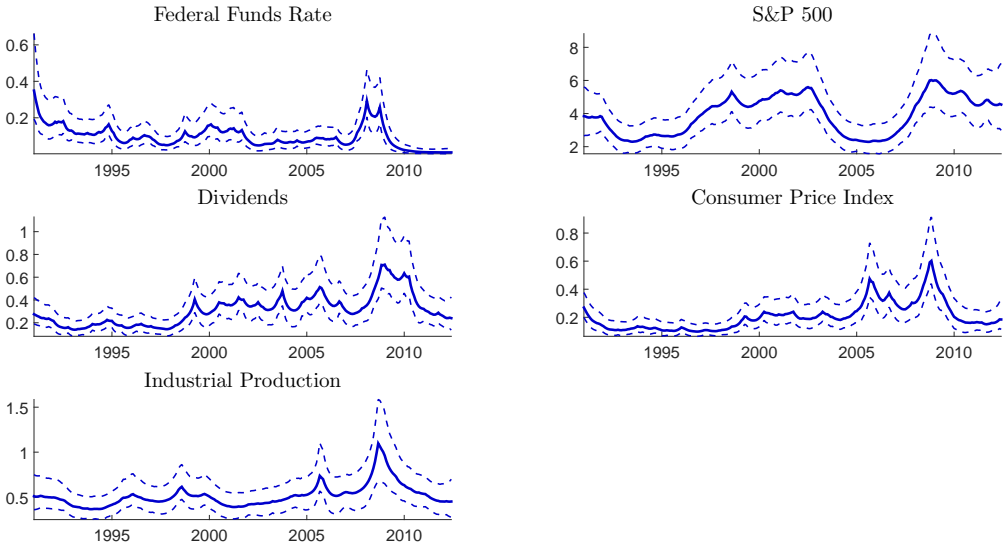 Federal Funds Rate
0.6
0.4
0.2
1995 2000 2005 2010
S&P 500
8
6
4
2
1995 2000 2005 2010
Dividends
1
0.8
0.6
0.4
0.2
1995 2000 2005 2010
Consumer Price Index
0.8
0.6
0.4
0.2
1995 2000 2005 2010
Industrial Production
1.5
1
0.5
1995 2000 2005 2010